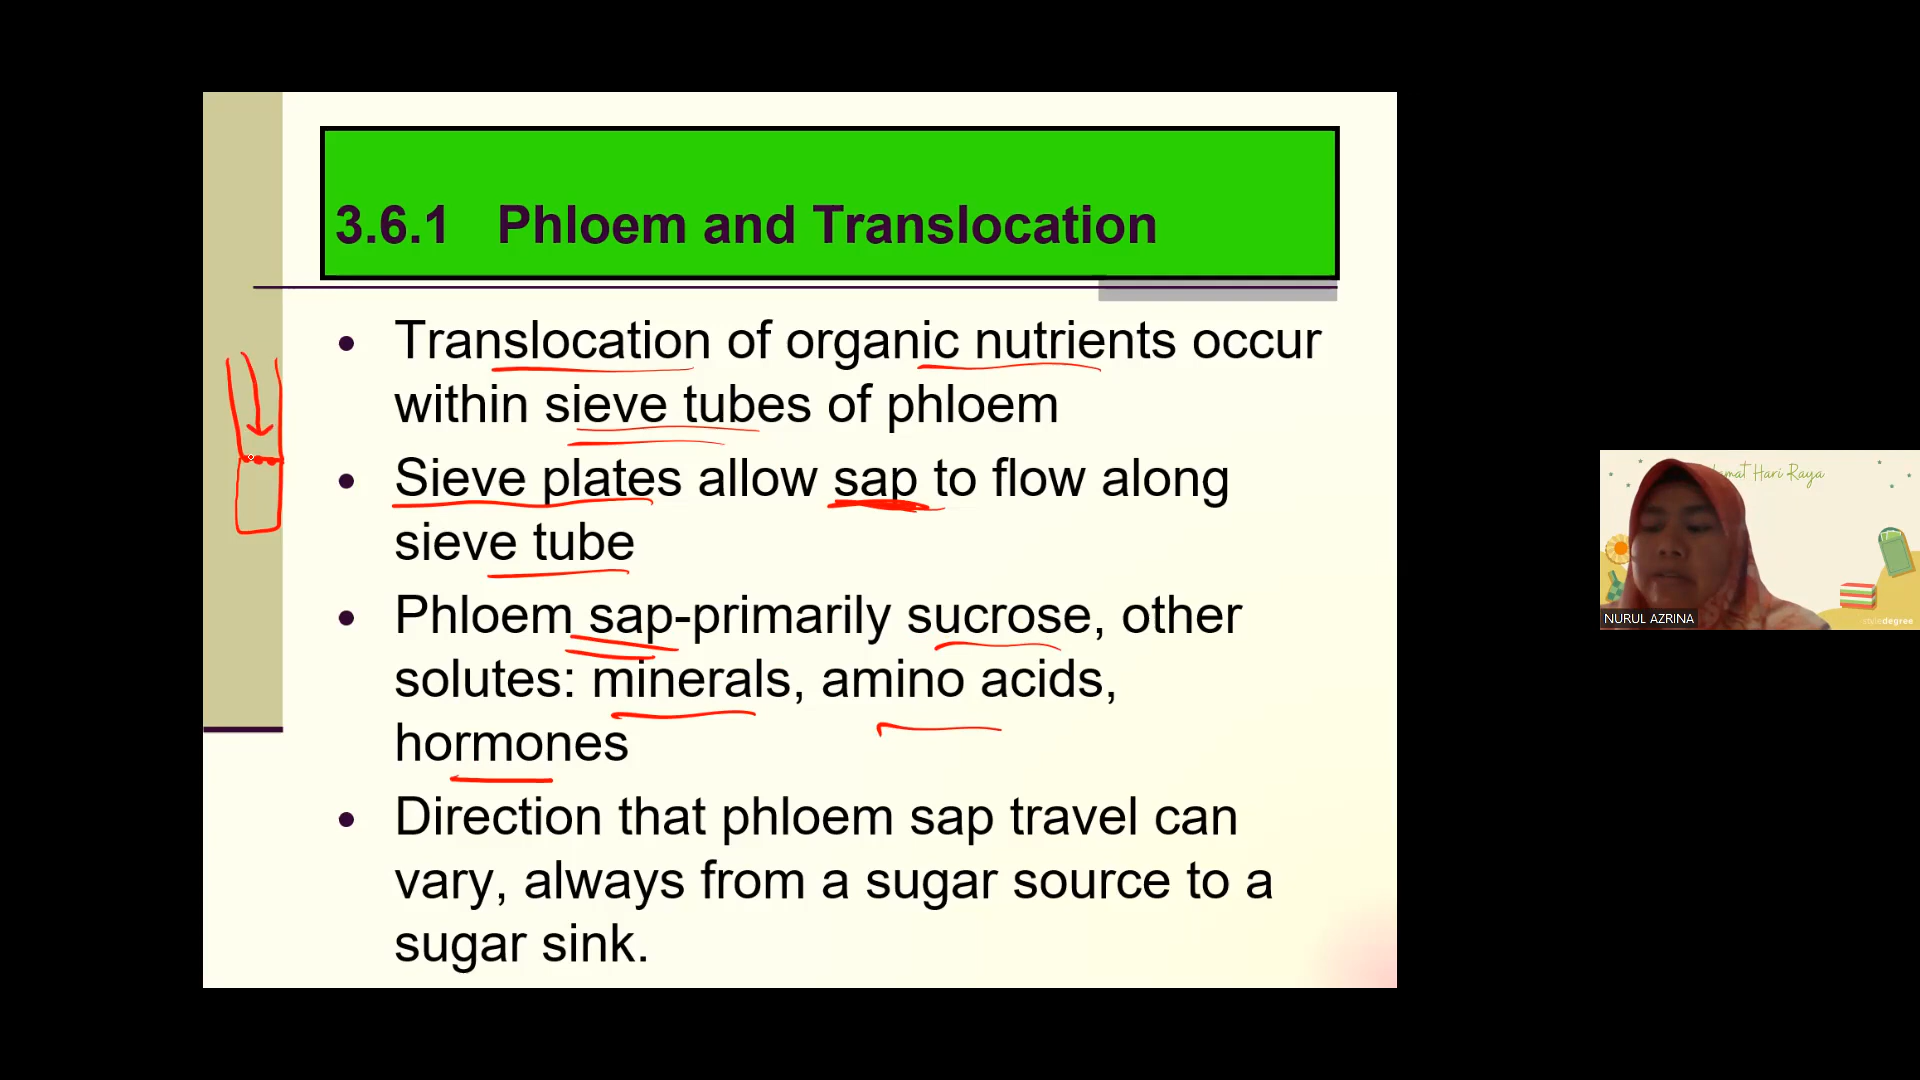 3.6.1 Phloem and Translocation
• Translocation of organic nutrients occur
within sieve tubes of phloem
• Sieve plates allow sap to flow along
sieve tube
• Phloem sap-primarily sucrose, other
solutes: minerals, amino acids,
hormones
• Direction that phloem sap travel can
vary, always from a sugar source to a
sugar sink.
Hari Raya
NURUL AZRINA